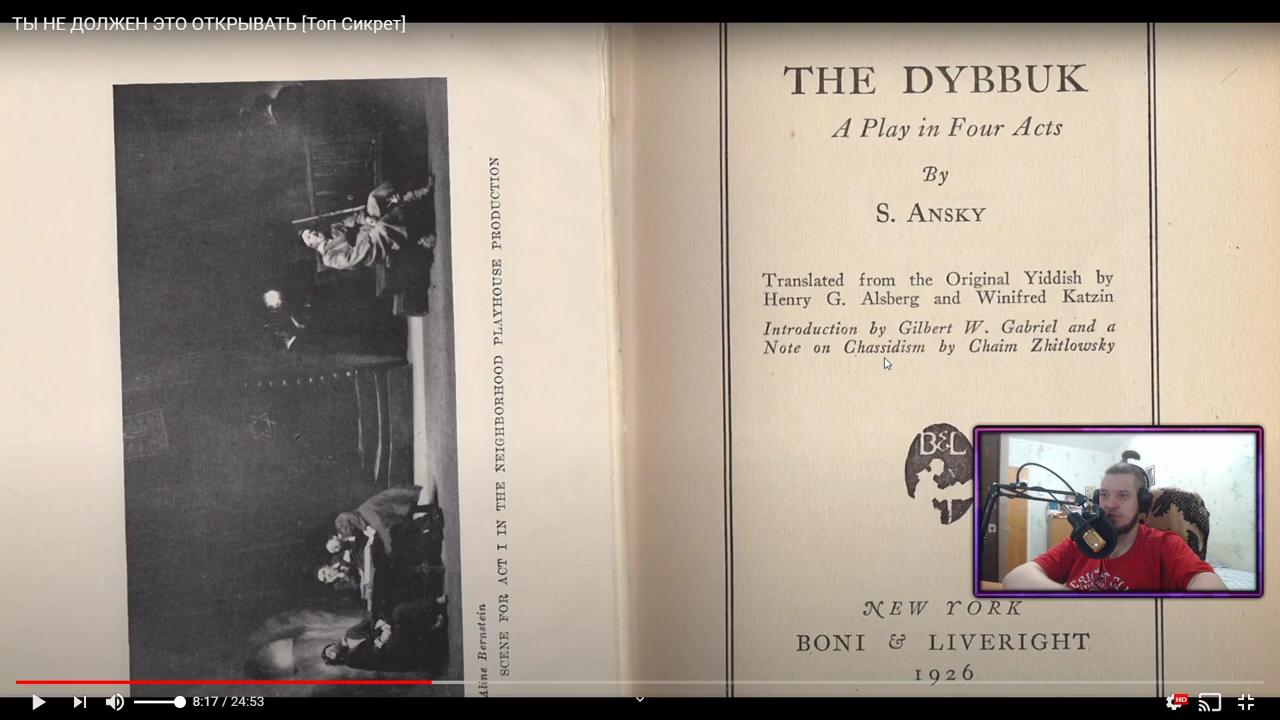 ТЫ НЕ ДОЛЖЕН ЭТО ОТКРЫВАТЬ [Топ Сикрет]
Aline Bernstein
SCENE FOR ACT I IN THE NEIGHBORHOOD PLAYHOUSE PRODUCTION
THE DYBBUK
A Play in Four Acts
By
S. ANSKY
Translated from the Original Yiddish by
Henry G. Alsberg and Winifred Katzin
Introduction by Gilbert W. Gabriel and a
Note on Chassidism by Chaim Zhitlowsky
B&L
NEW YORK
BONI & LIVERIGHT
1926
8:17 / 24:53
HD